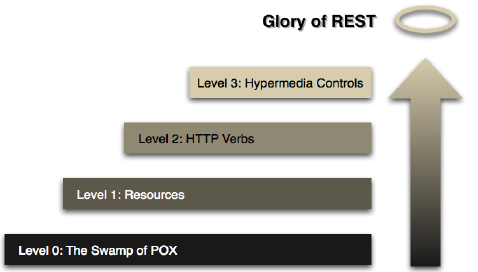 Glory of REST
Level 3: Hypermedia Controls
Level 2: HTTP Verbs
Level 1: Resources
Level 0: The Swamp of POX